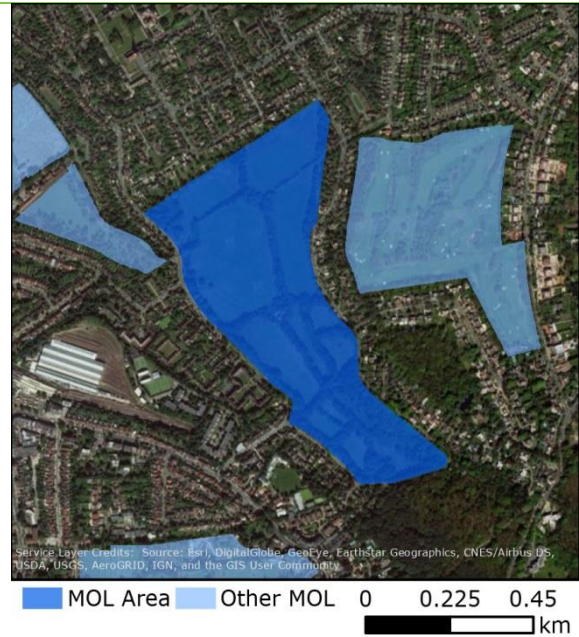 Service Layer Credits: Source: Esri, DigitalGlobe, GeoEye, Earthstar Geographics, CNES/Airbus DS,
USDA, USGS, AeroGRID, IGN, and the GIS User Community
MOL Area Other MOL 0 0.225 0.45
km